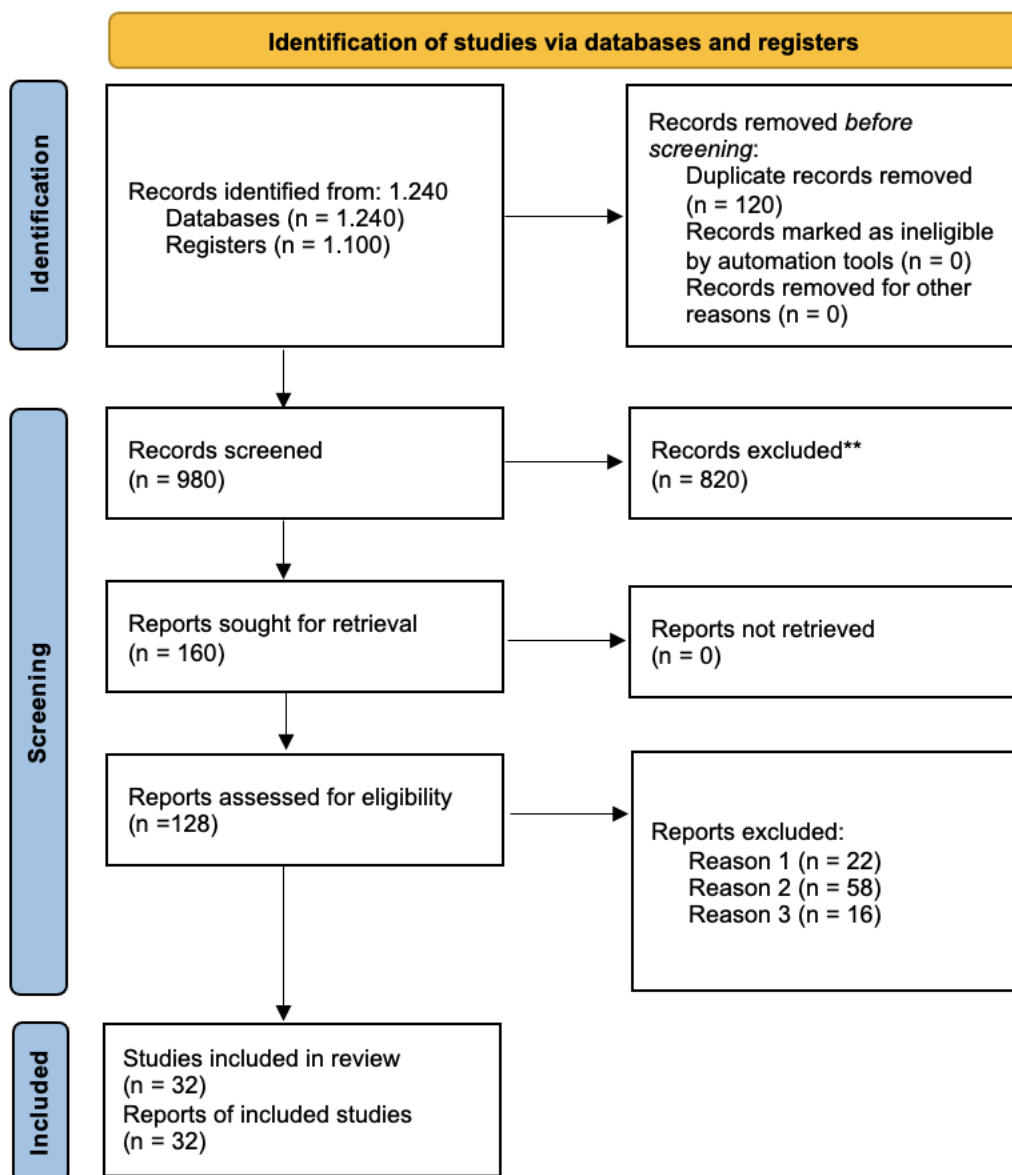 Identification of studies via databases and registers
Identification
Records identified from: 1.240
Databases (n = 1.240)
Registers (n = 1.100)
Records removed before
screening:
Duplicate records removed
(n = 120)
Records marked as ineligible
by automation tools (n = 0)
Records removed for other
reasons (n = 0)
Screening
Records screened
(n = 980)
Records excluded**
(n = 820)
Reports sought for retrieval
(n = 160)
Reports not retrieved
(n = 0)
Reports assessed for eligibility
(n =128)
Reports excluded:
Reason 1 (n = 22)
Reason 2 (n = 58)
Reason 3 (n = 16)
Included
Studies included in review
(n = 32)
Reports of included studies
(n = 32)